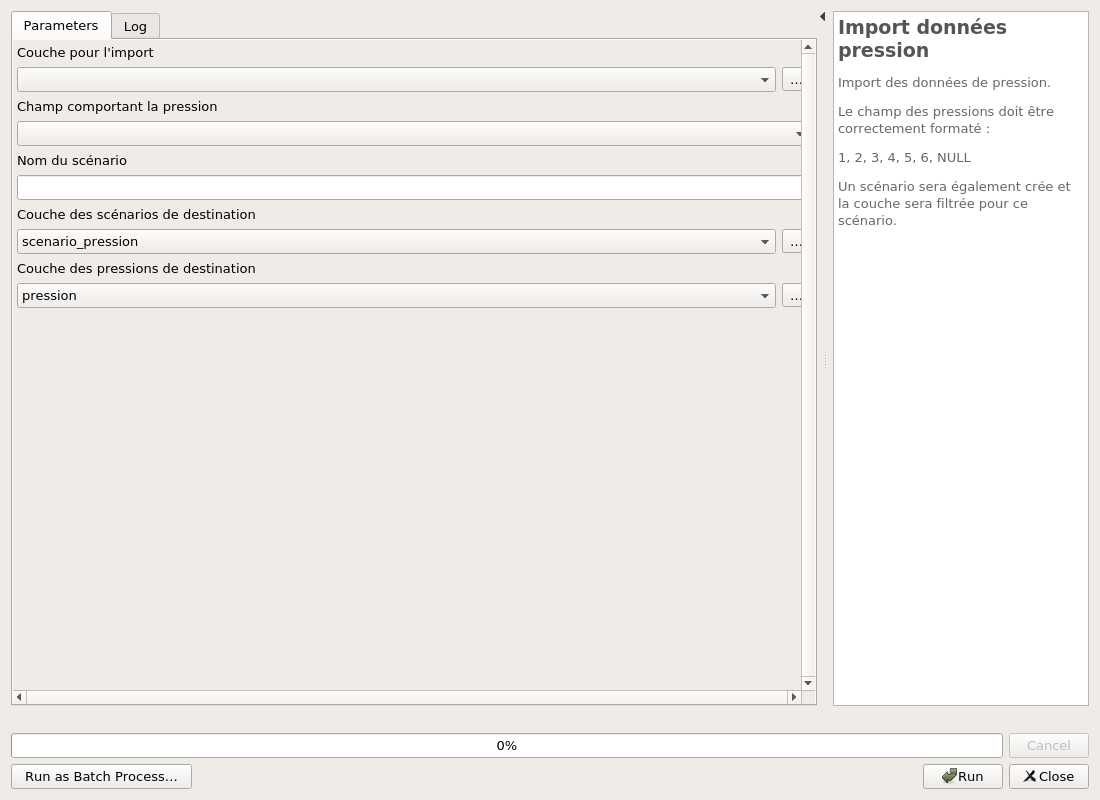 Parameters
Log
Couche pour l'import
...
Champ comportant la pression
Nom du scénario
Couche des scénarios de destination
scenario_pression
...
Couche des pressions de destination
pression
...
Import données
pression
Import des données de pression.
Le champ des pressions doit être
correctement formaté :
1, 2, 3, 4, 5, 6, NULL
Un scénario sera également crée et
la couche sera filtrée pour ce
scénario.
0%
Cancel
Run as Batch Process...
Run
Close